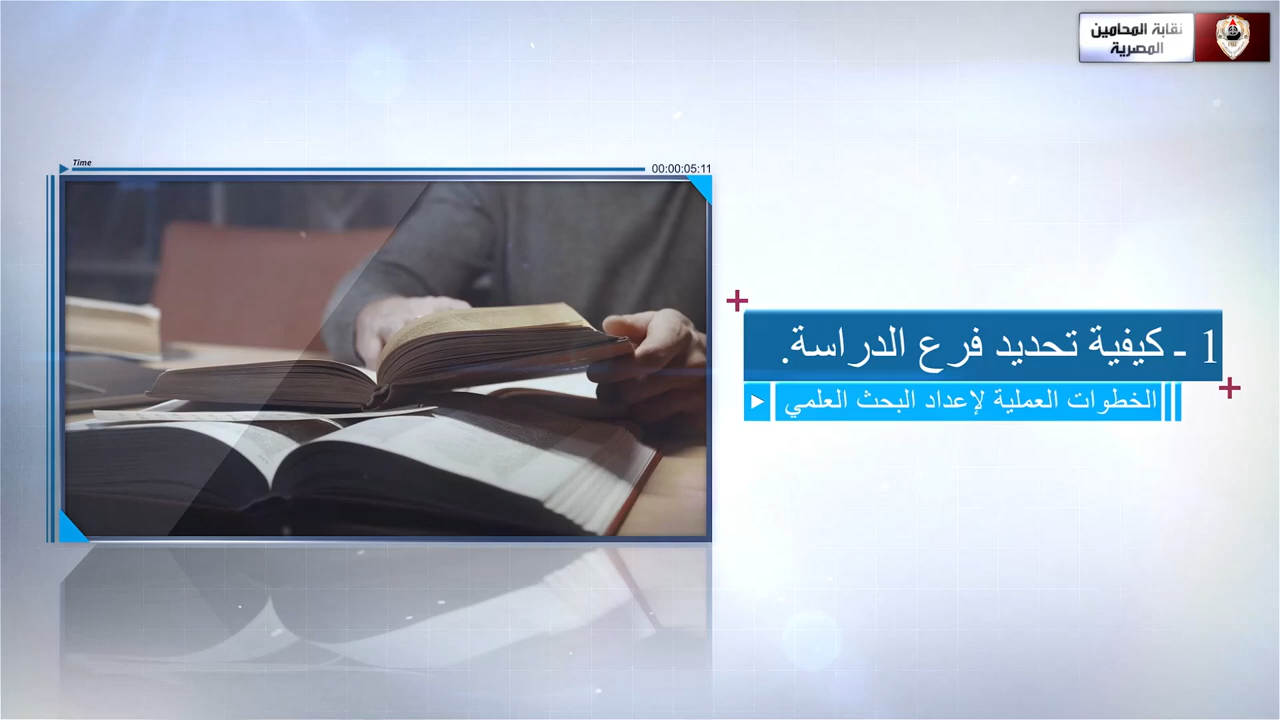 نقابة المحامين
المصرية
Time
00:00:05:11
1 ـ كيفية تحديد فرع الدراسة.
الخطوات العملية لإعداد البحث العلمي